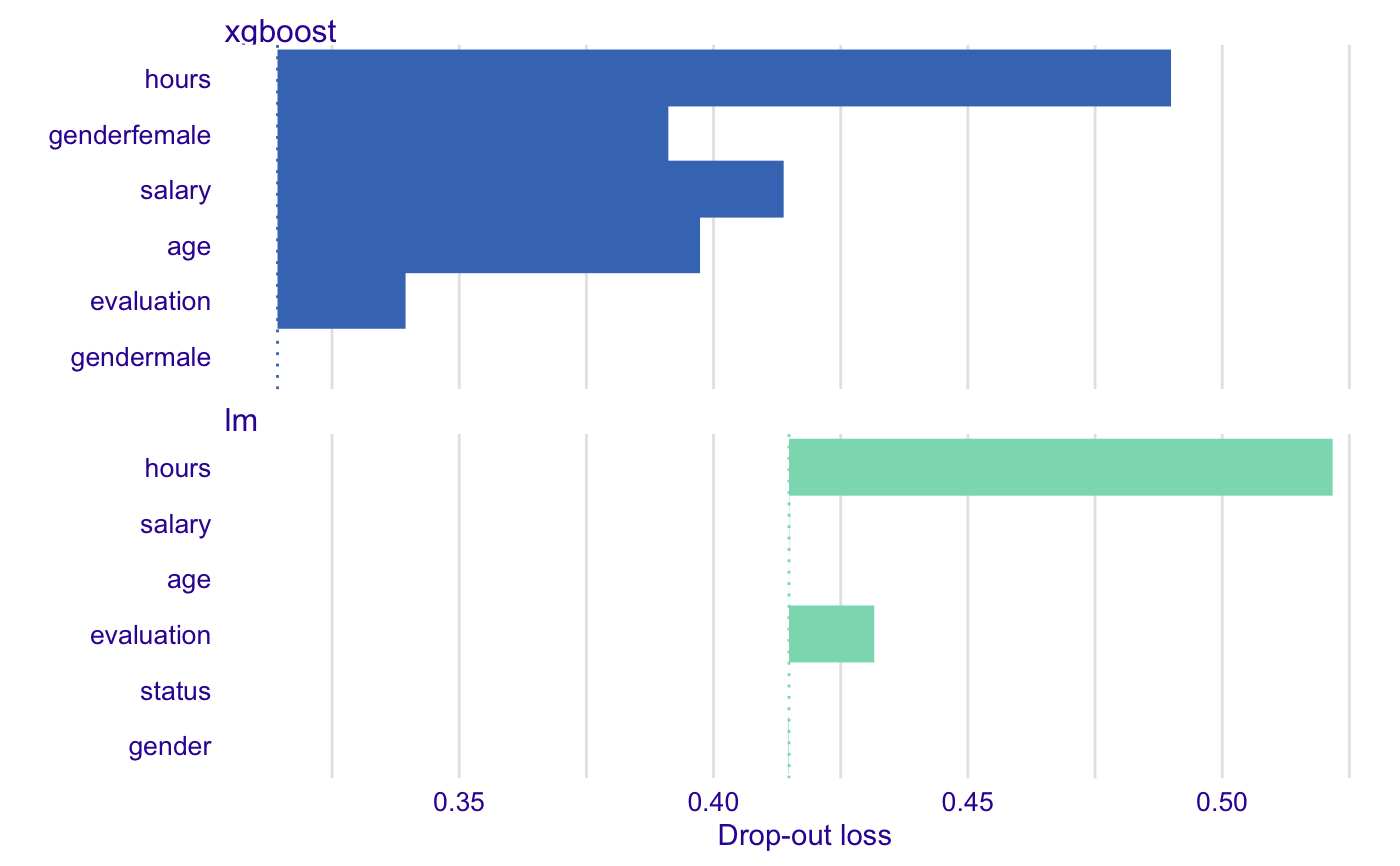 xgboost
hours
genderfemale
salary
age
evaluation
gendermale
lm
hours
salary
age
evaluation
status
gender
0.35 0.40 0.45 0.50
Drop-out loss